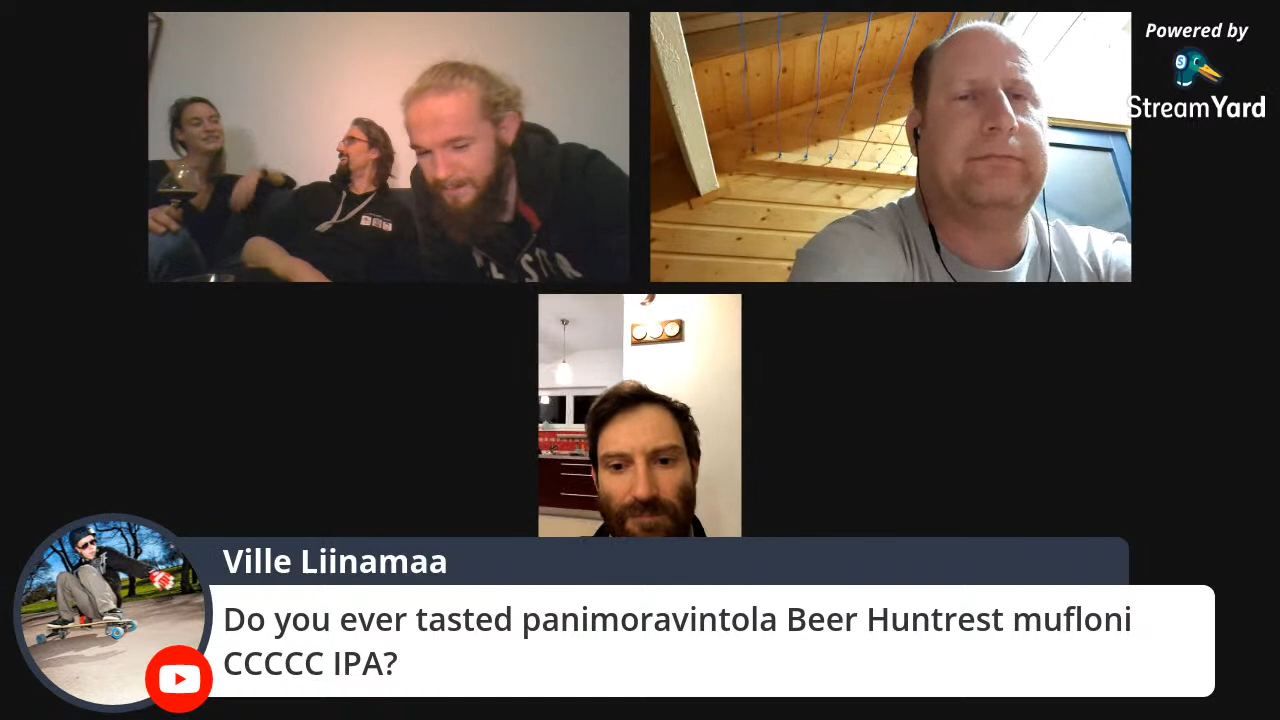 Powered by
StreamYard
Ville Liinamaa
Do you ever tasted panimoravintola Beer Huntrest mufloni
CCCCC IPA?